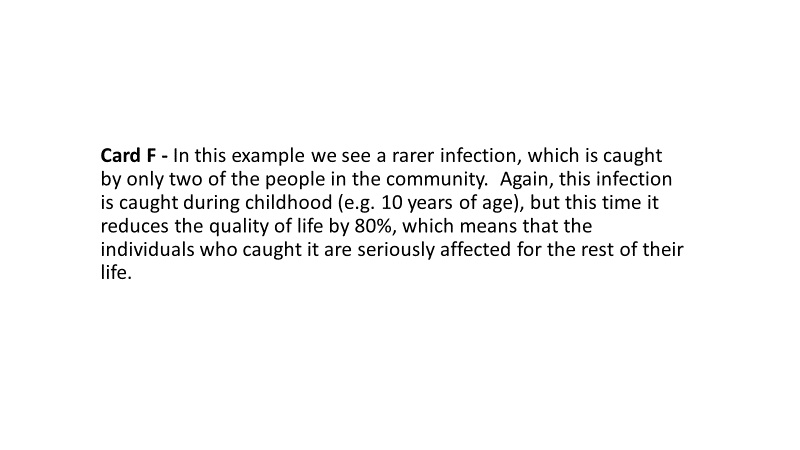 Card F - In this example we see a rarer infection, which is caught
by only two of the people in the community.  Again, this infection
is caught during childhood (e.g. 10 years of age), but this time it
reduces the quality of life by 80%, which means that the
individuals who caught it are seriously affected for the rest of their
life.